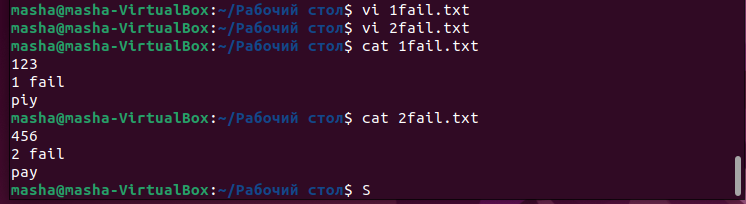 masha@masha-VirtualBox:~/Рабочий стол$ vi 1fail.txt
masha@masha-VirtualBox:~/Рабочий стол$ vi 2fail.txt
masha@masha-VirtualBox:~/Рабочий стол$ cat 1fail.txt
123
1 fail
piy
masha@masha-VirtualBox:~/Рабочий стол$ cat 2fail.txt
456
2 fail
pay
masha@masha-VirtualBox:~/Рабочий стол$ S